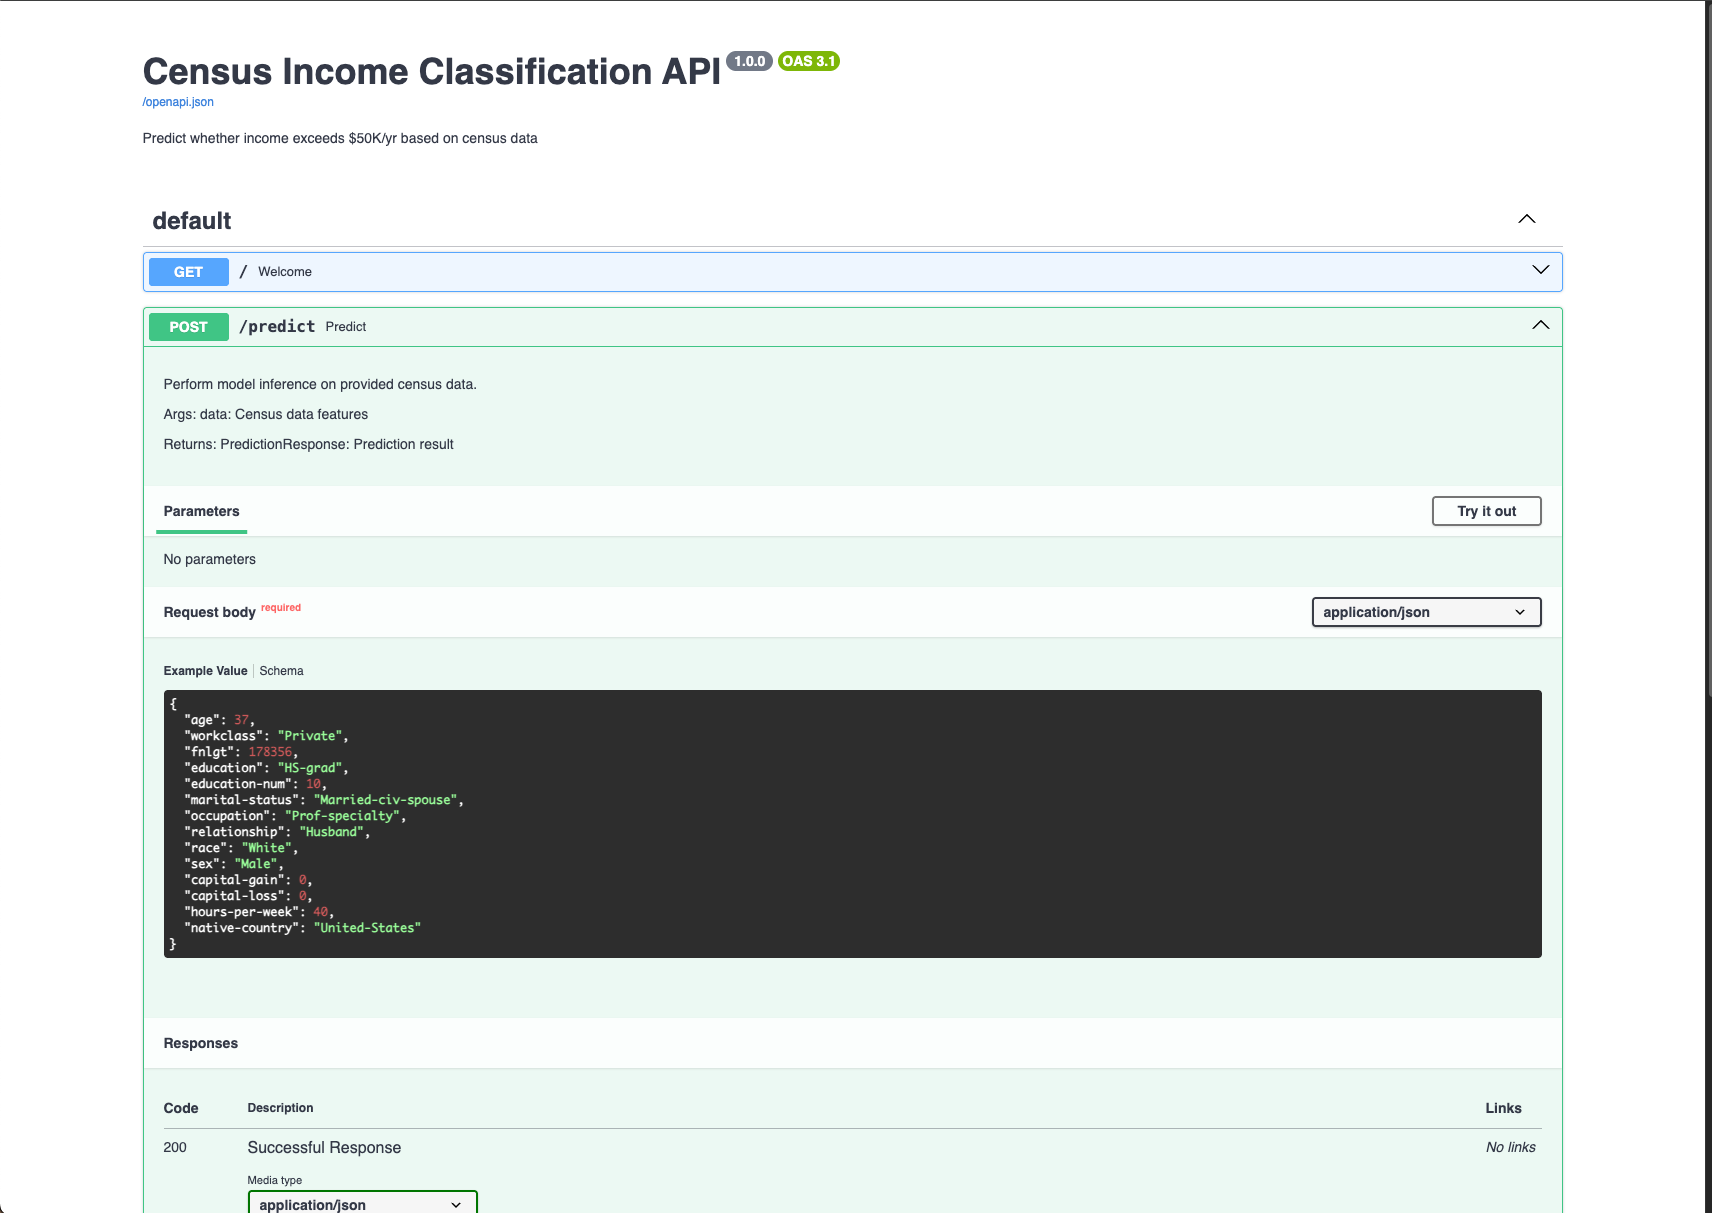 Census Income Classification API 1.0.0 OAS 3.1
/openapi.json
Predict whether income exceeds $50K/yr based on census data
default
GET / Welcome
POST /predict Predict
Perform model inference on provided census data.
Args: data: Census data features
Returns: PredictionResponse: Prediction result
Parameters
Try it out
No parameters
Request body required
application/json
Example Value Schema
{
"age": 37,
"workclass": "Private",
"fnlgt": 178356,
"education": "HS-grad",
"education-num": 10,
"marital-status": "Married-civ-spouse",
"occupation": "Prof-specialty",
"relationship": "Husband",
"race": "White",
"sex": "Male",
"capital-gain": 0,
"capital-loss": 0,
"hours-per-week": 40,
"native-country": "United-States"
}
Responses
Code Description Links
200 Successful Response No links
Media type
application/json